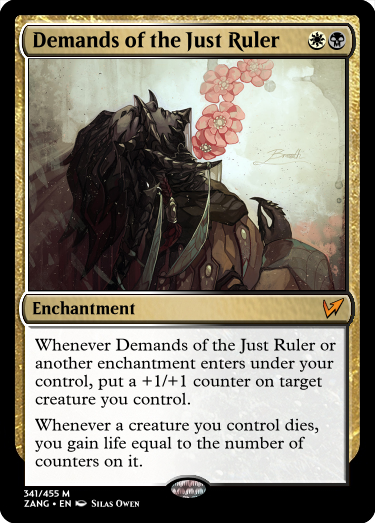 Demands of the Just Ruler
Enchantment
Whenever Demands of the Just Ruler or
another enchantment enters under your
control, put a +1/+1 counter on target
creature you control.
Whenever a creature you control dies,
you gain life equal to the number of
counters on it.
341/455 M
ZANG • EN Silas Owen